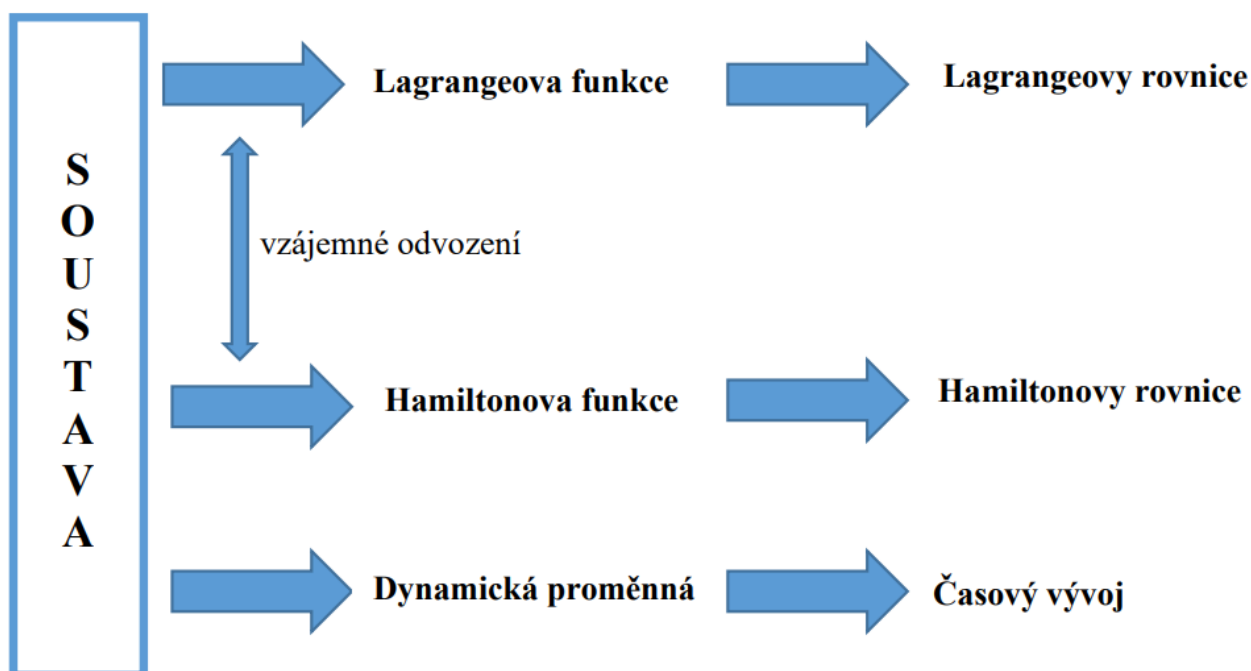 S
O
U
S
T
A
V
A
Lagrangeova funkce
Lagrangeovy rovnice
vzájemné odvození
Hamiltonova funkce
Hamiltonovy rovnice
Dynamická proměnná
Časový vývoj